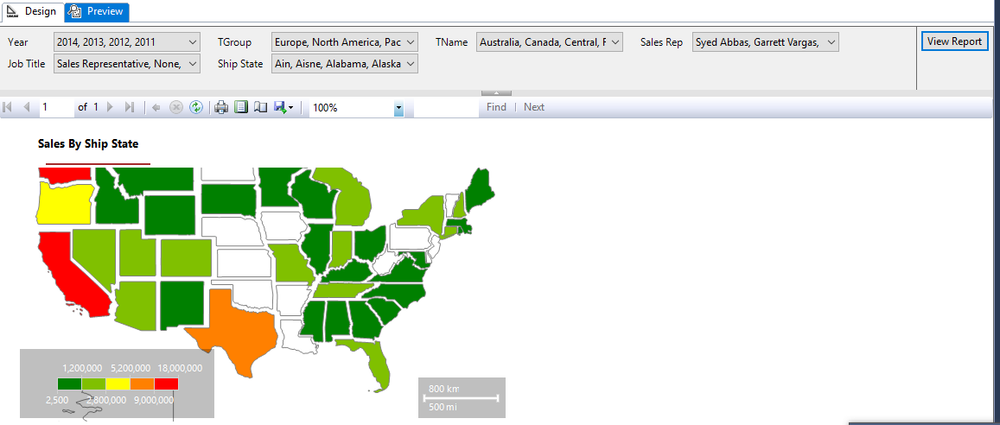 Design Preview
Year 2014, 2013, 2012, 2011 TGroup Europe, North America, Pac TName Australia, Canada, Central, F Sales Rep Syed Abbas, Garrett Vargas, View Report
Job Title Sales Representative, None, Ship State Ain, Aisne, Alabama, Alaska
1 of 1 100% Find | Next
Sales By Ship State
1,200,000 5,200,000 18,000,000
2,500 2,800,000 9,000,000
800 km
500 mi